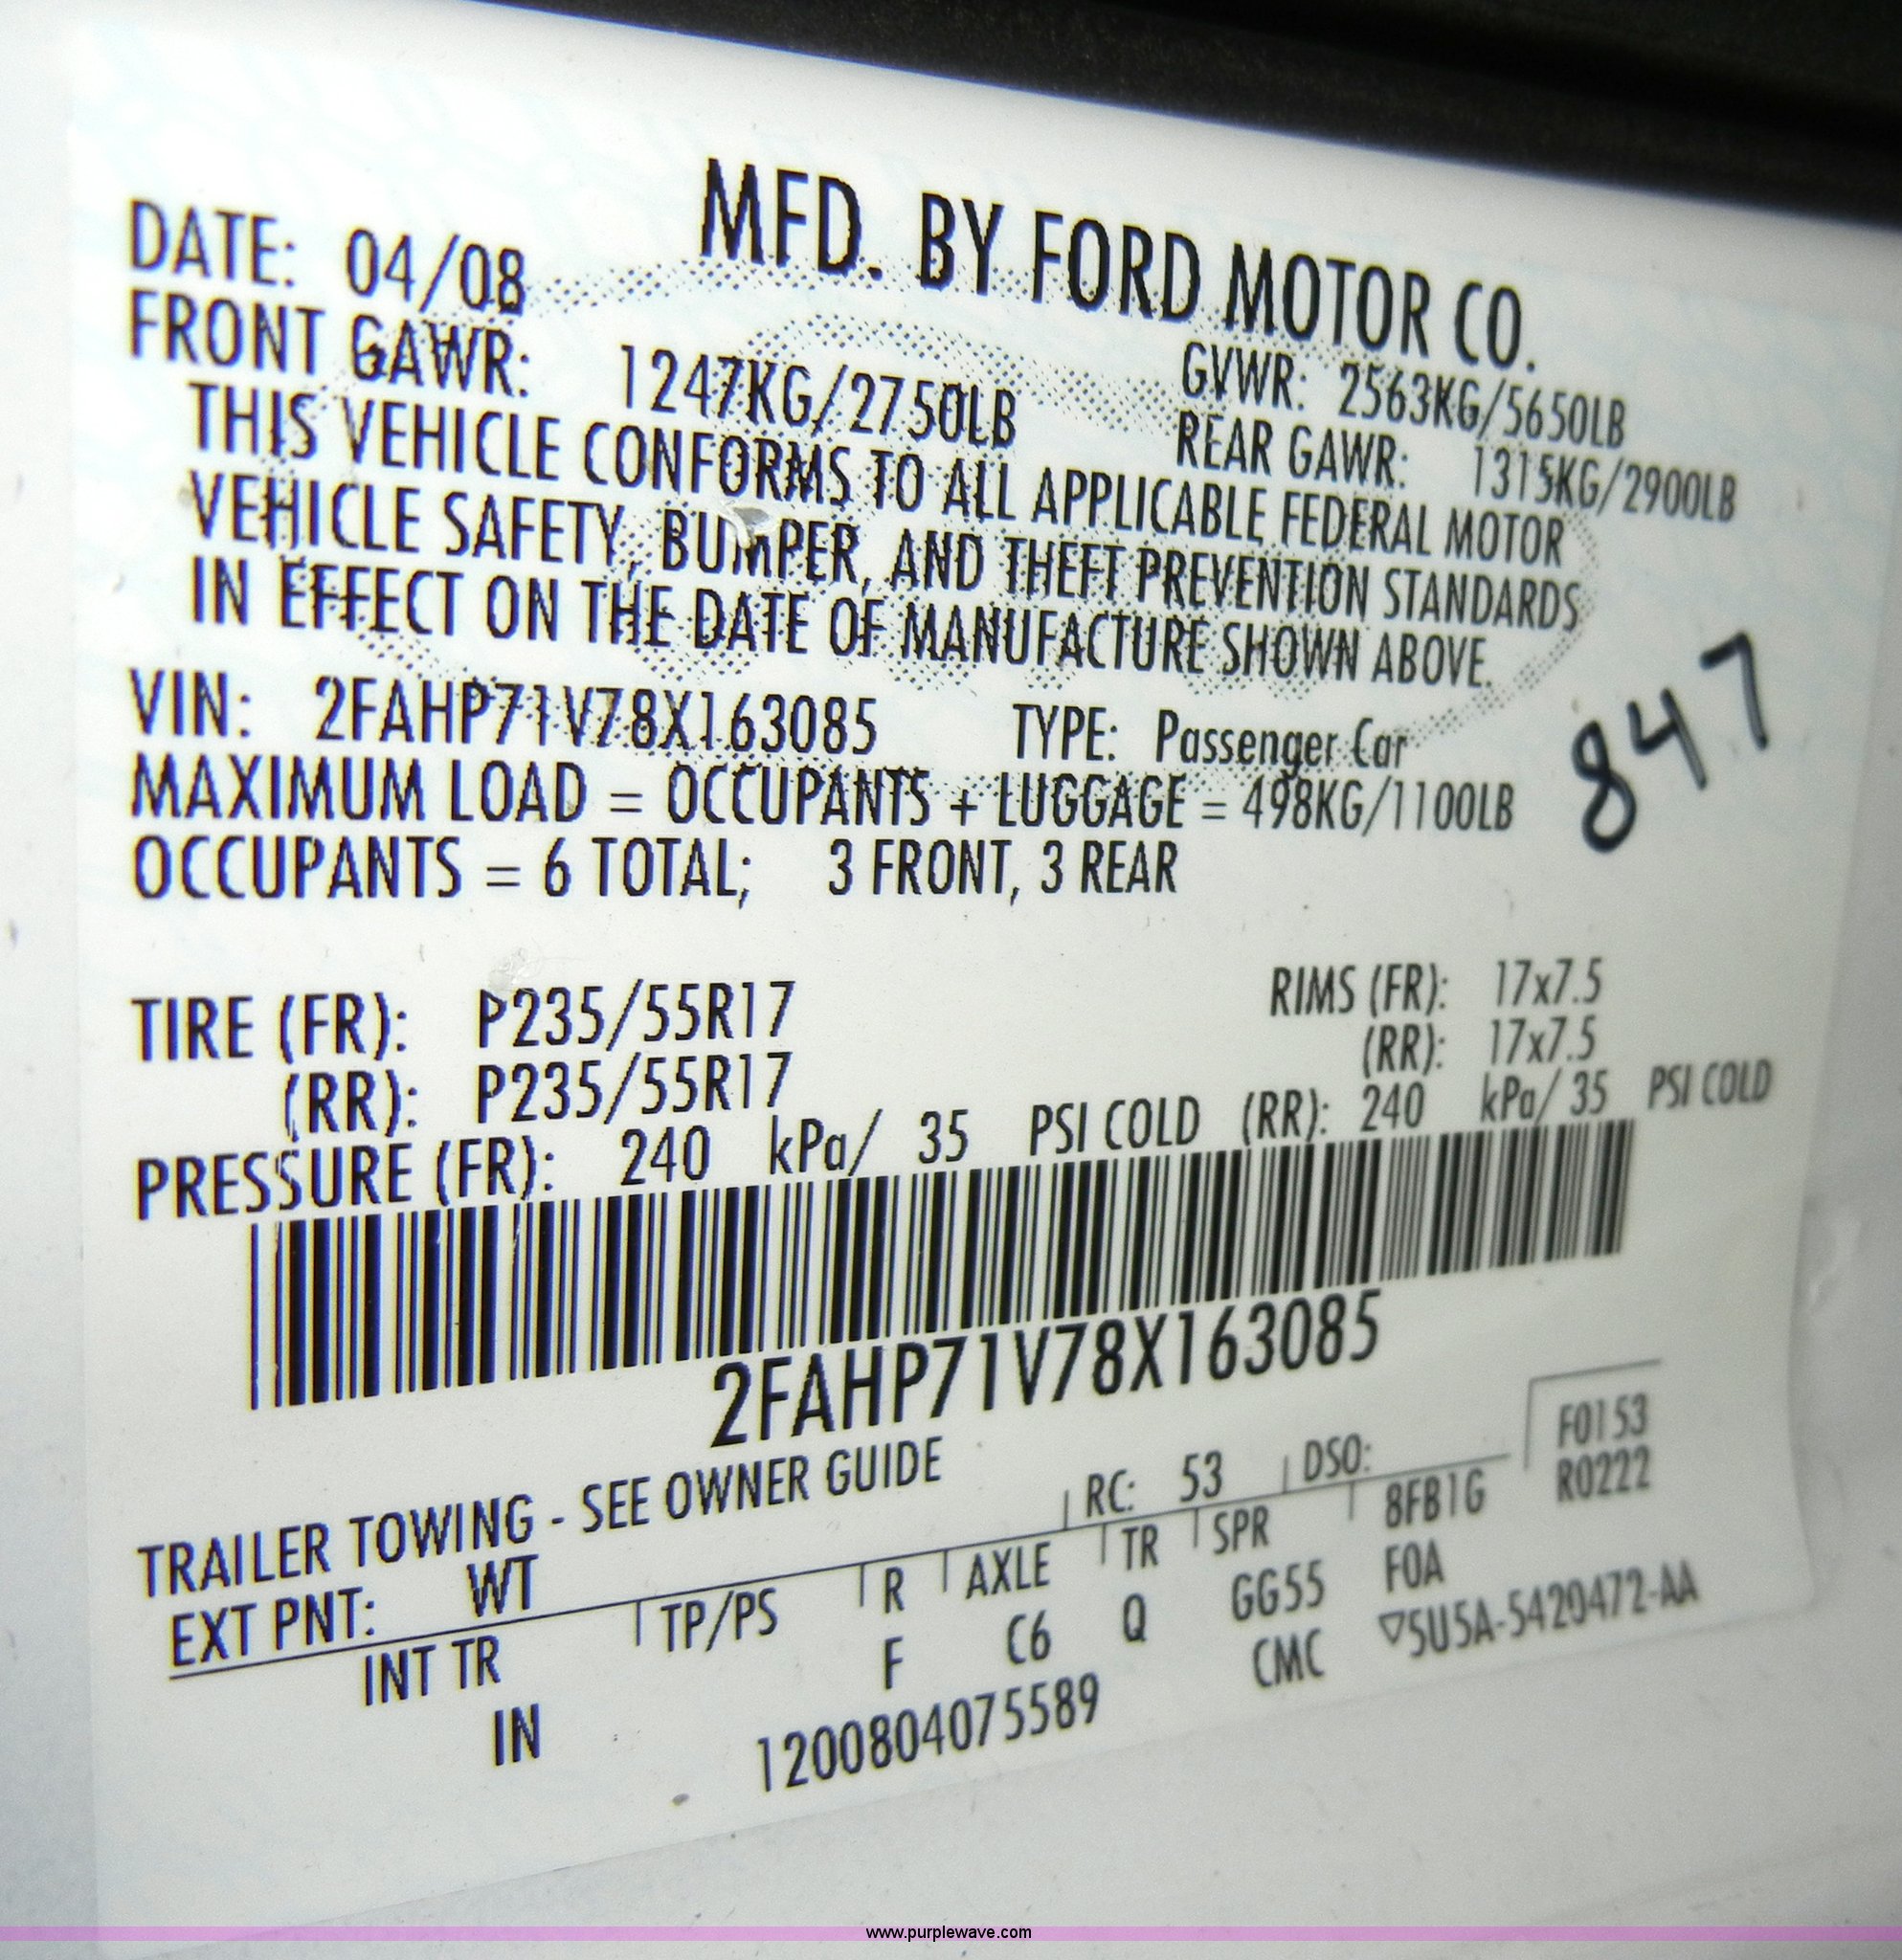 MFD. BY FORD MOTOR CO.
DATE: 04/08
GVWR: 2563KG/5650LB
FRONT GAWR: 1247KG/2750LB
REAR GAWR: 1315KG/2900LB
THIS VEHICLE CONFORMS TO ALL APPLICABLE FEDERAL MOTOR
VEHICLE SAFETY, BUMPER, AND THEFT PREVENTION STANDARDS
IN EFFECT ON THE DATE OF MANUFACTURE SHOWN ABOVE.
VIN: 2FAHP71V78X163085 TYPE: Passenger Car
847
MAXIMUM LOAD = OCCUPANTS + LUGGAGE = 498KG/1100LB
OCCUPANTS = 6 TOTAL; 3 FRONT, 3 REAR
TIRE (FR): P235/55R17 RIMS (FR): 17x7.5
(RR): P235/55R17 (RR): 17x7.5
PRESSURE (FR): 240 kPa/ 35 PSI COLD (RR): 240 kPa/ 35 PSI COLD
2FAHP71V78X163085
TRAILER TOWING - SEE OWNER GUIDE
F0153
R0222
EXT PNT: WT RC: 53 DSO:
INT TR TP/PS R AXLE TR SPR 8FB1G
IN F C6 Q GG55 F0A
1200804075589 CMC ▽5U5A-5420472-AA
www.purplewave.com